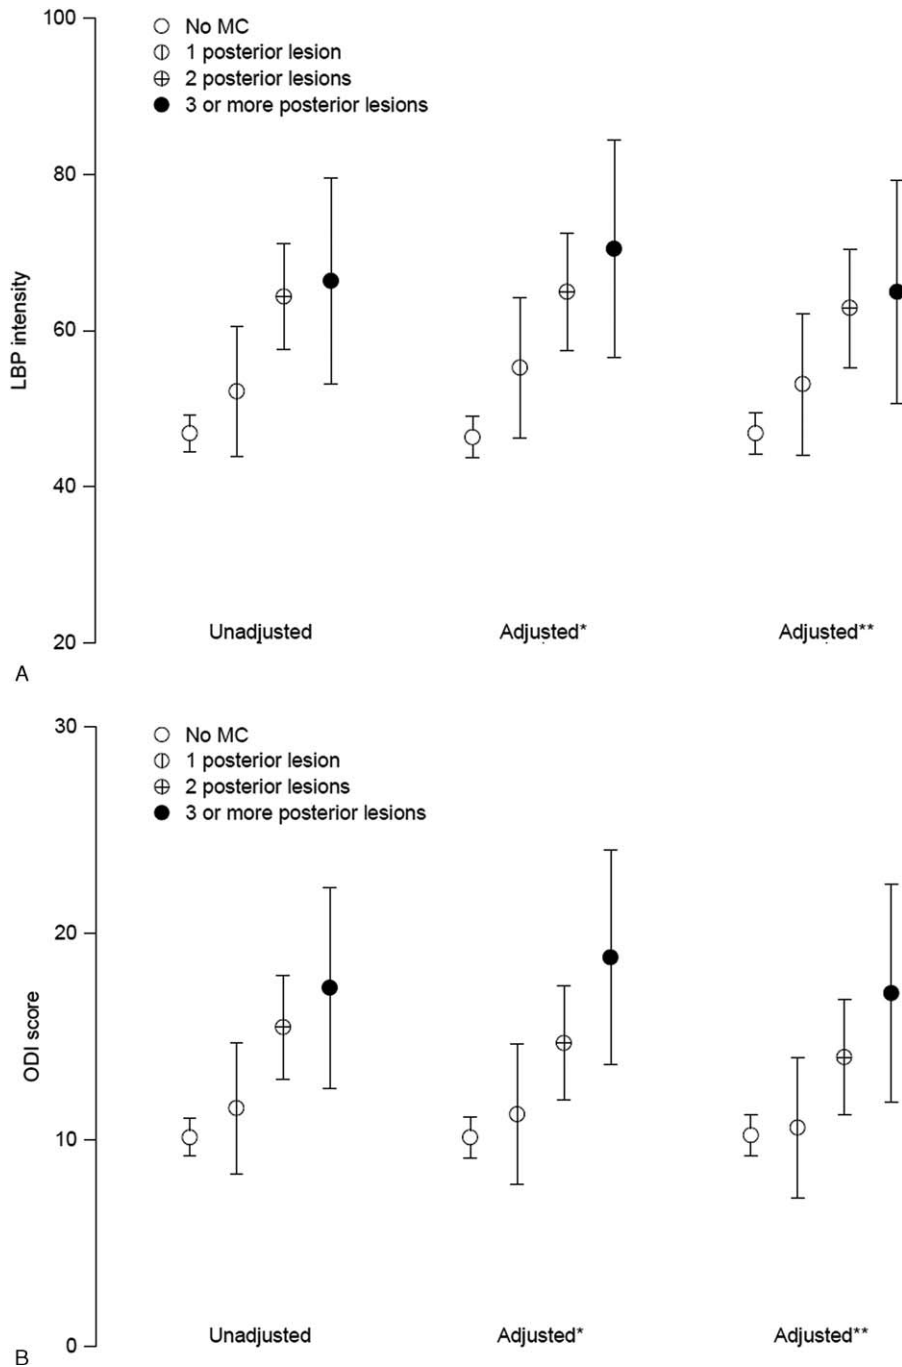 100
No MC
1 posterior lesion
2 posterior lesions
3 or more posterior lesions
80
LBP intensity
60
40
Unadjusted Adjusted* Adjusted**
20
A
30
No MC
1 posterior lesion
2 posterior lesions
3 or more posterior lesions
20
ODI score
10
Unadjusted Adjusted* Adjusted**
0
B